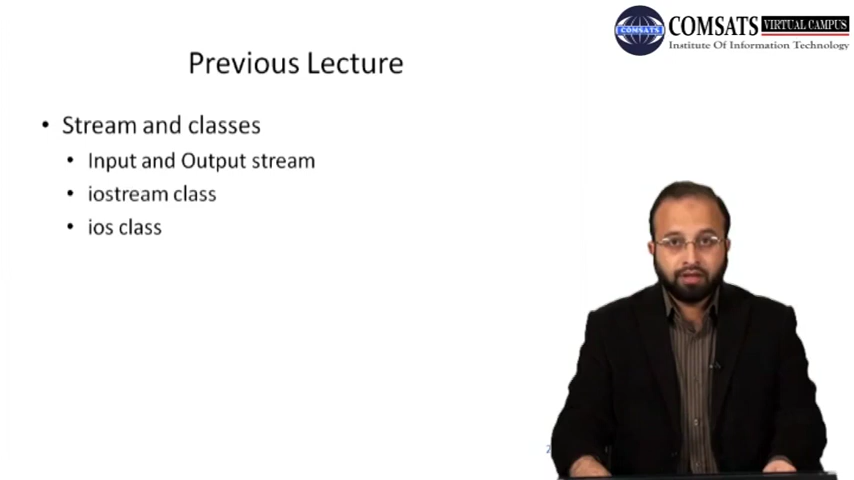 COMSATS VIRTUAL CAMPUS
Institute Of Information Technology
COMSATS
Previous Lecture
• Stream and classes
• Input and Output stream
• iostream class
• ios class